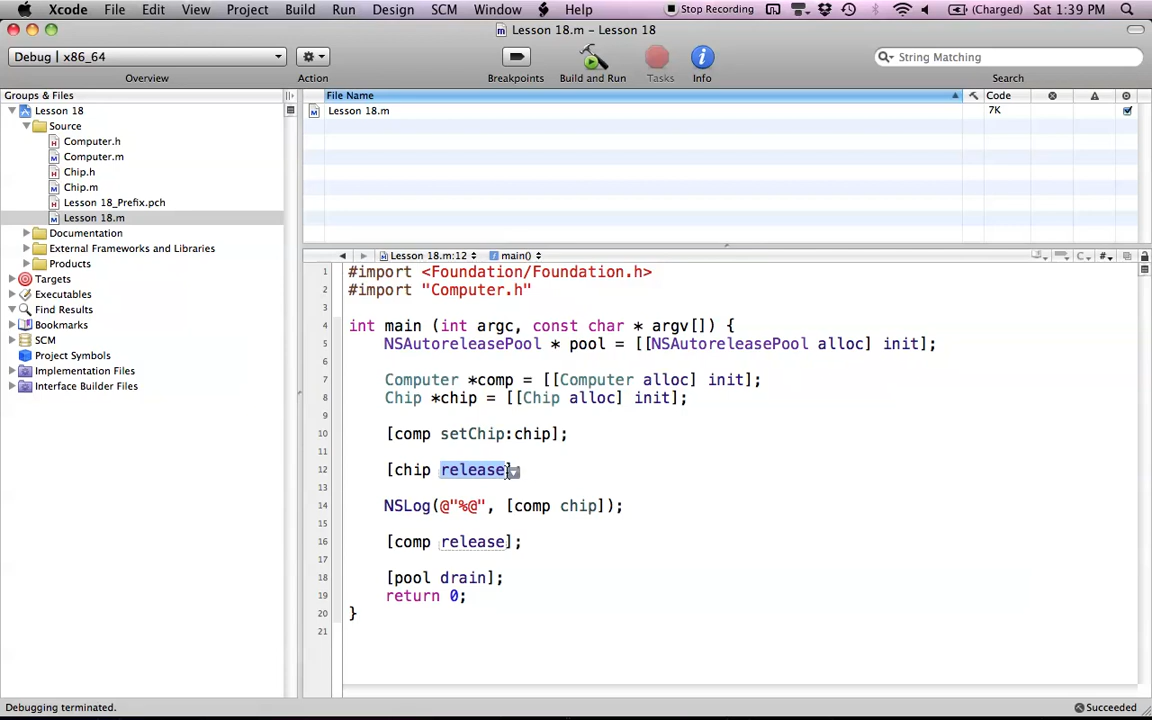 Xcode File Edit View Project Build Run Design SCM Window Help Stop Recording (Charged) Sat 1:39 PM
Lesson 18.m – Lesson 18
Debug | x86_64
String Matching
Overview Action Breakpoints Build and Run Tasks Info Search
Groups & Files
File Name Code
Lesson 18
Lesson 18.m 7K
Source
Computer.h
Computer.m
Chip.h
Chip.m
Lesson 18_Prefix.pch
Lesson 18.m
Documentation
External Frameworks and Libraries
Products
Targets
Executables
Find Results
Bookmarks
SCM
Project Symbols
Implementation Files
Interface Builder Files
Lesson 18.m:12 main()
1 #import <Foundation/Foundation.h>
2 #import "Computer.h"
3
4 int main (int argc, const char * argv[]) {
5 NSAutoreleasePool * pool = [[NSAutoreleasePool alloc] init];
6
7 Computer *comp = [[Computer alloc] init];
8 Chip *chip = [[Chip alloc] init];
9
10 [comp setChip:chip];
11
12 [chip release]
13
14 NSLog(@"%@", [comp chip]);
15
16 [comp release];
17
18 [pool drain];
19 return 0;
20 }
21
Debugging terminated. Succeeded